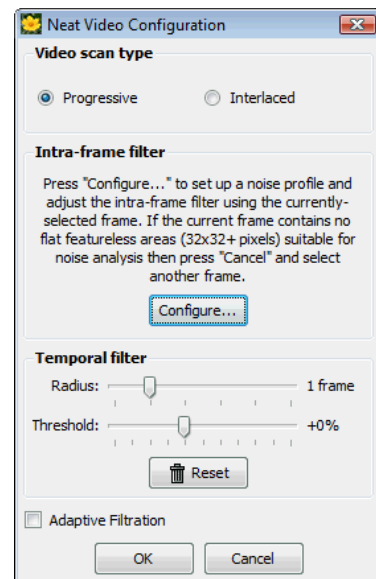 Neat Video Configuration
Video scan type
Progressive
Interlaced
Intra-frame filter
Press "Configure..." to set up a noise profile and
adjust the intra-frame filter using the currently-
selected frame. If the current frame contains no
flat featureless areas (32x32+ pixels) suitable for
noise analysis then press "Cancel" and select
another frame.
Configure...
Temporal filter
Radius: 1 frame
Threshold: +0%
Reset
Adaptive Filtration
OK
Cancel